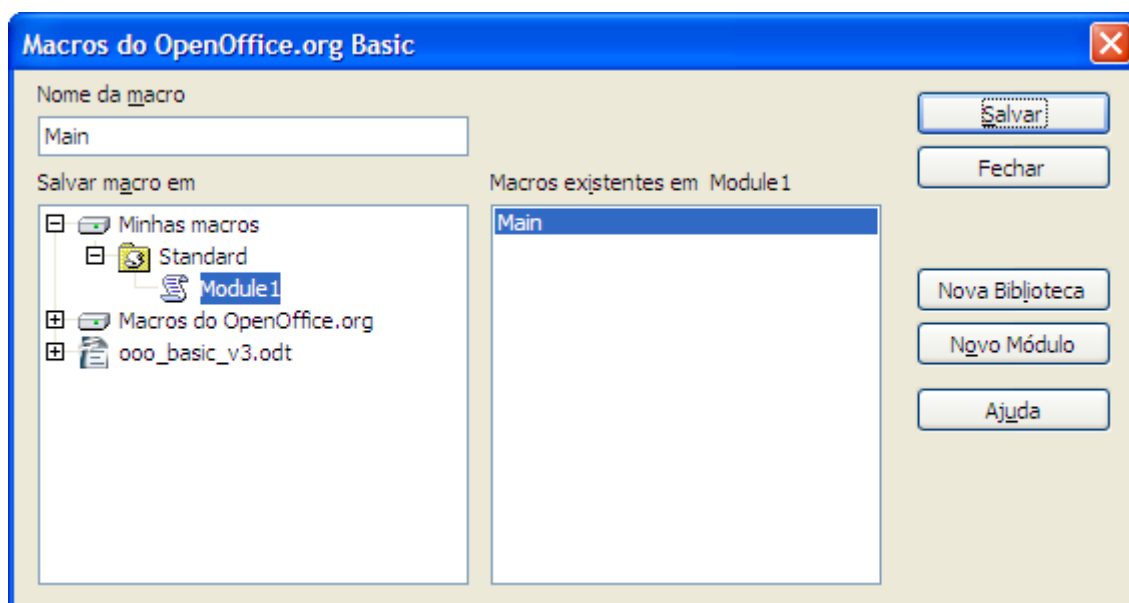 Macros do OpenOffice.org Basic
Nome da macro
Main
Salvar macro em
Minhas macros
Standard
Module1
Macros do OpenOffice.org
ooo_basic_v3.odt
Macros existentes em Module1
Main
Salvar
Fechar
Nova Biblioteca
Novo Módulo
Ajuda